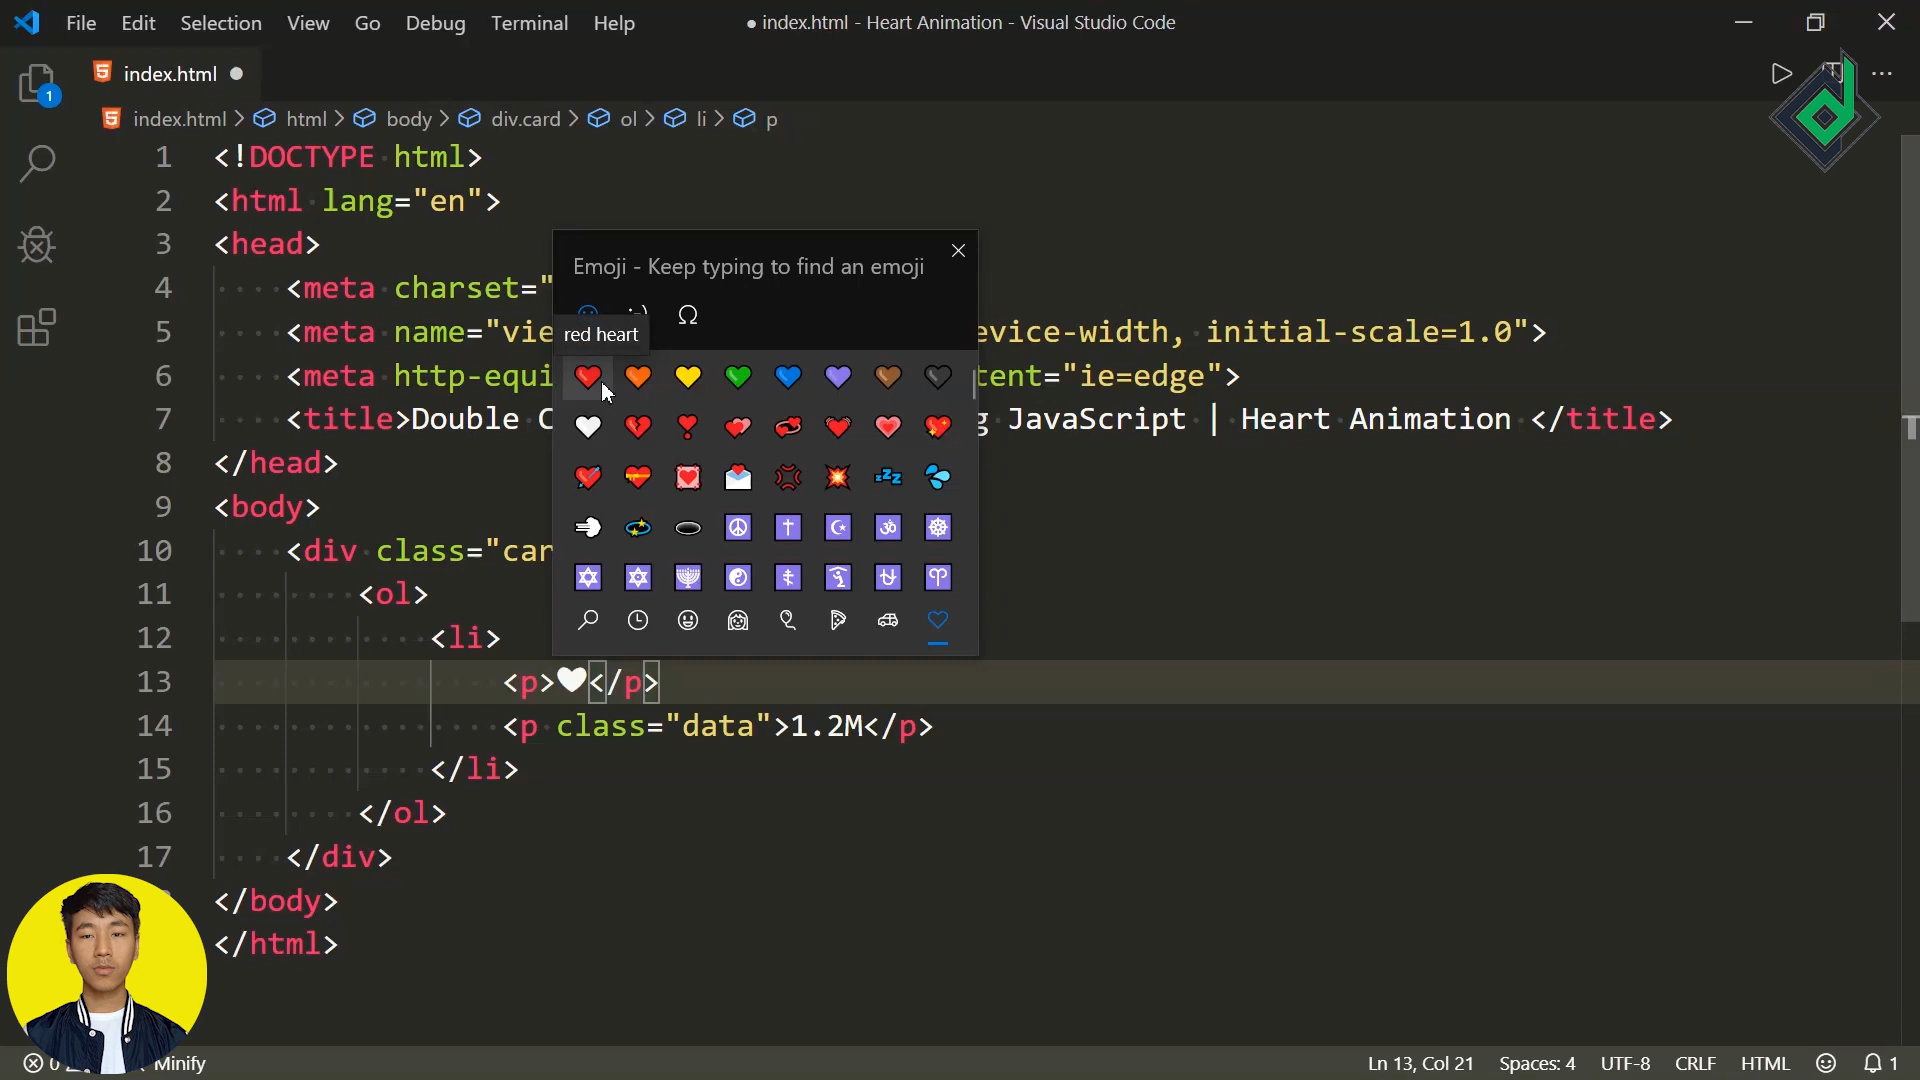 File Edit Selection View Go Debug Terminal Help
● index.html - Heart Animation - Visual Studio Code
index.html ●
index.html > html > body > div.card > ol > li > p
1
1 <!DOCTYPE html>
2 <html lang="en">
3 <head>
4 <meta charset="
5 <meta name="vie evice-width, initial-scale=1.0">
6 <meta http-equi tent="ie=edge">
7 <title>Double C g JavaScript | Heart Animation </title>
8 </head>
9 <body>
10 <div class="car
11 <ol>
12 <li>
13 <p>🤍</p>
14 <p class="data">1.2M</p>
15 </li>
16 </ol>
17 </div>
</body>
</html>
Emoji - Keep typing to find an emoji
Ω
red heart
0 Minify
Ln 13, Col 21 Spaces: 4 UTF-8 CRLF HTML 1